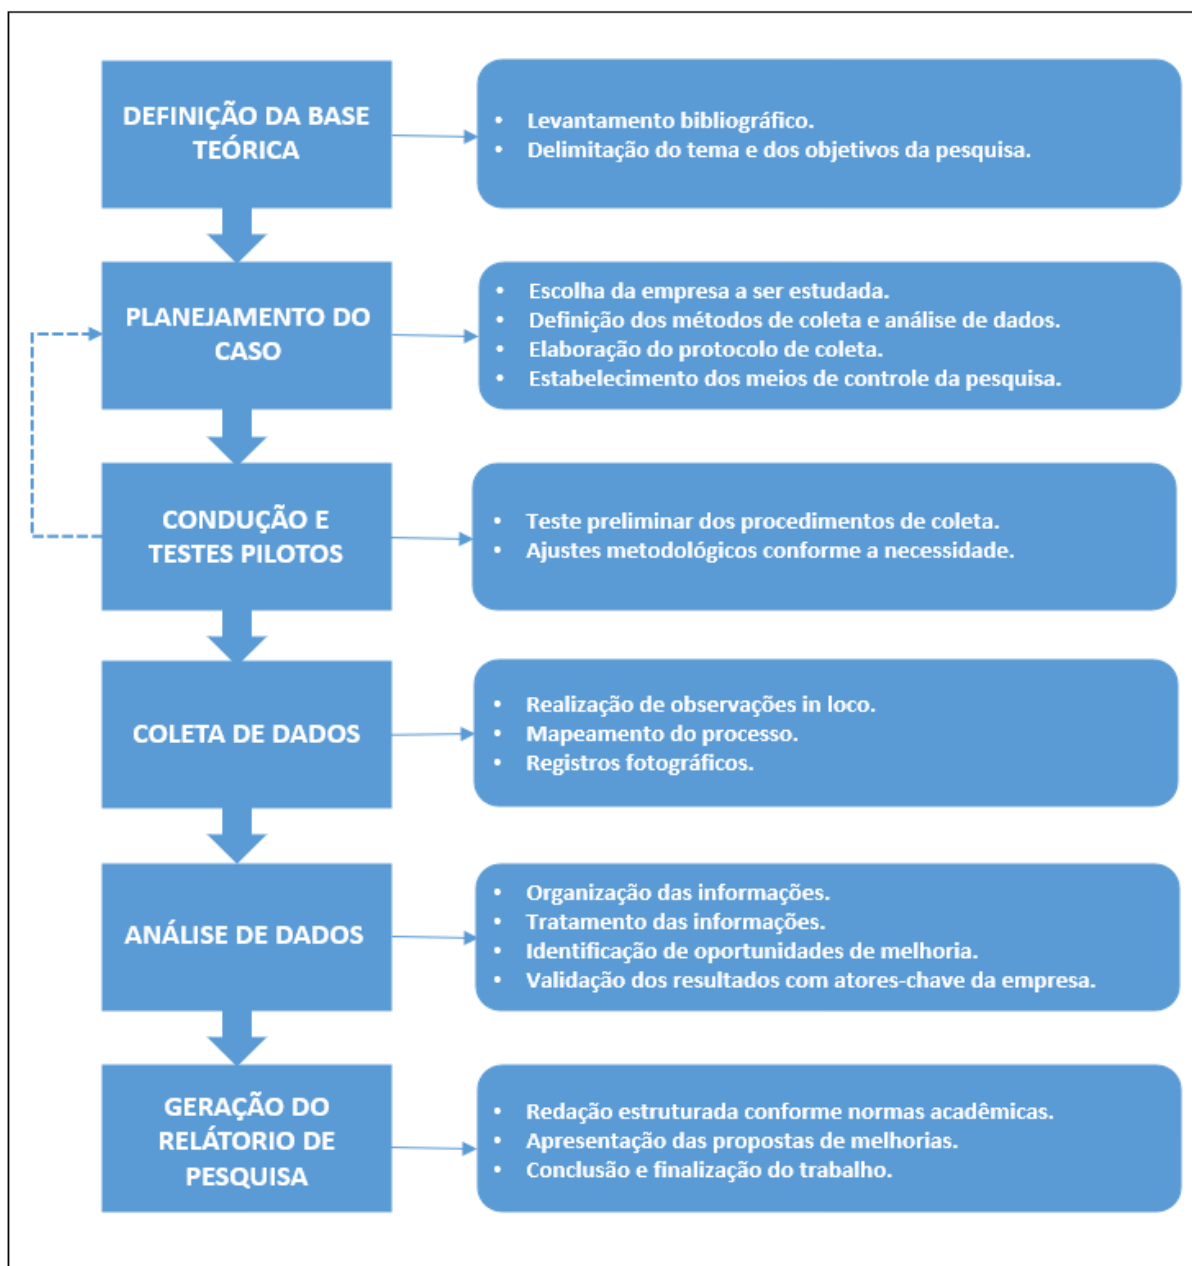 DEFINIÇÃO DA BASE
TEÓRICA
• Levantamento bibliográfico.
• Delimitação do tema e dos objetivos da pesquisa.
PLANEJAMENTO DO
CASO
• Escolha da empresa a ser estudada.
• Definição dos métodos de coleta e análise de dados.
• Elaboração do protocolo de coleta.
• Estabelecimento dos meios de controle da pesquisa.
CONDUÇÃO E
TESTES PILOTOS
• Teste preliminar dos procedimentos de coleta.
• Ajustes metodológicos conforme a necessidade.
COLETA DE DADOS
• Realização de observações in loco.
• Mapeamento do processo.
• Registros fotográficos.
ANÁLISE DE DADOS
• Organização das informações.
• Tratamento das informações.
• Identificação de oportunidades de melhoria.
• Validação dos resultados com atores-chave da empresa.
GERAÇÃO DO
RELÁTORIO DE
PESQUISA
• Redação estruturada conforme normas acadêmicas.
• Apresentação das propostas de melhorias.
• Conclusão e finalização do trabalho.